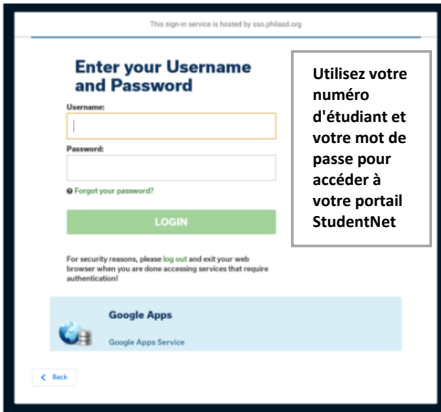 This sign-in service is hosted by sso.philasd.org
Enter your Username
and Password
Username:
Password:
Forgot your password?
LOGIN
For security reasons, please log out and exit your web
browser when you are done accessing services that require
authentication!
Google Apps
Google Apps Service
Back
Utilisez votre
numéro
d'étudiant et
votre mot de
passe pour
accéder à
votre portail
StudentNet